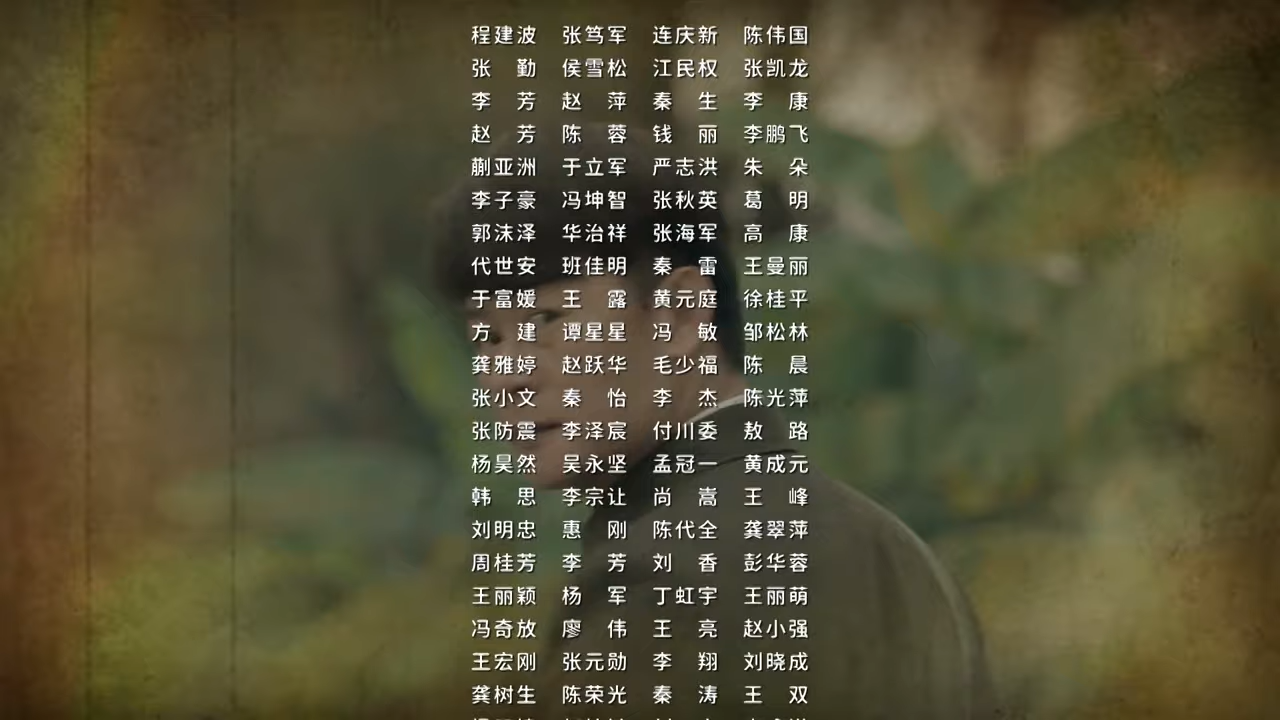 程建波 张笃军 连庆新 陈伟国
张 勤 侯雪松 江民权 张凯龙
李 芳 赵 萍 秦 生 李 康
赵 芳 陈 蓉 钱 丽 李鹏飞
蒯亚洲 于立军 严志洪 朱 朵
李子豪 冯坤智 张秋英 葛 明
郭沫泽 华治祥 张海军 高 康
代世安 班佳明 秦 雷 王曼丽
于富媛 王 露 黄元庭 徐桂平
方 建 谭星星 冯 敏 邹松林
龚雅婷 赵跃华 毛少福 陈 晨
张小文 秦 怡 李 杰 陈光萍
张防震 李泽宸 付川委 敖 路
杨昊然 吴永坚 孟冠一 黄成元
韩 思 李宗让 尚 嵩 王 峰
刘明忠 惠 刚 陈代全 龚翠萍
周桂芳 李 芳 刘 香 彭华蓉
王丽颖 杨 军 丁虹宇 王丽萌
冯奇放 廖 伟 王 亮 赵小强
王宏刚 张元勋 李 翔 刘晓成
龚树生 陈荣光 秦 涛 王 双